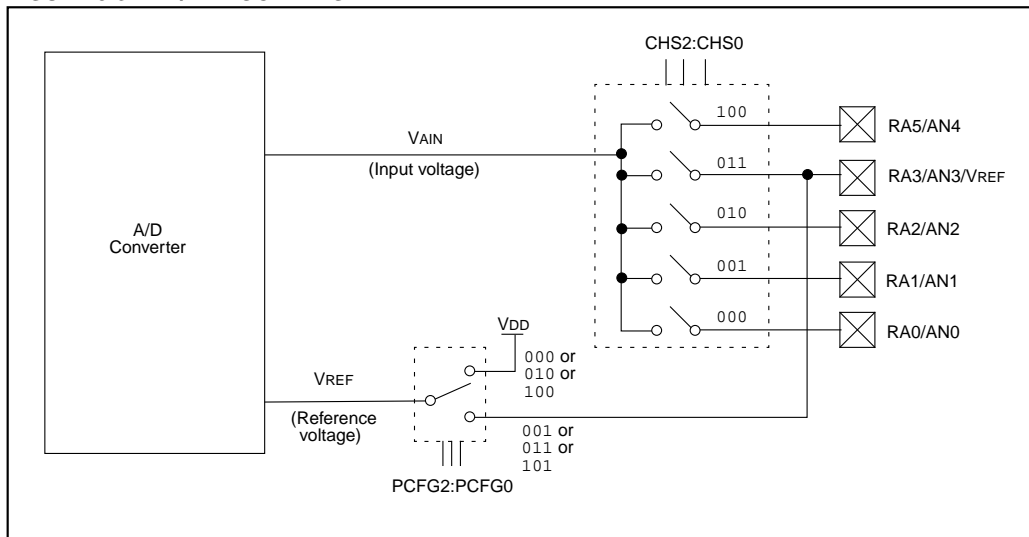 CHS2:CHS0
100
RA5/AN4
VAIN
(Input voltage)
011
RA3/AN3/VREF
A/D
Converter
010
RA2/AN2
001
RA1/AN1
000
RA0/AN0
VDD
000 or
010 or
100
VREF
(Reference
voltage)
001 or
011 or
101
PCFG2:PCFG0